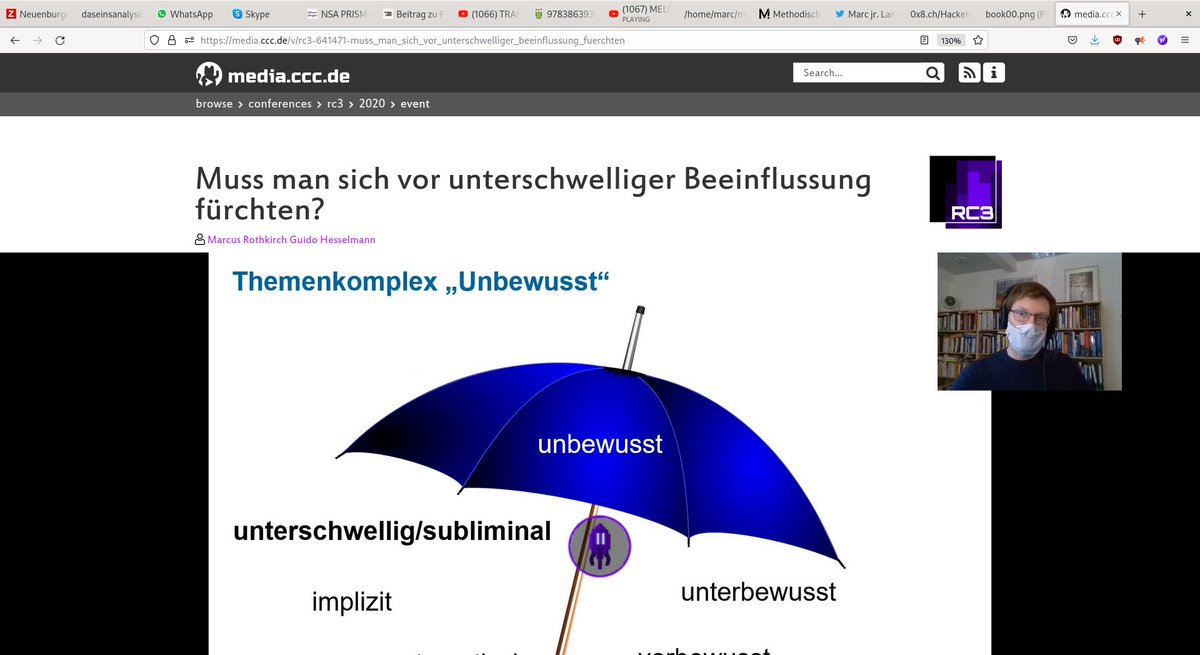 Neuenburg
daseinsanalyse
WhatsApp
Skype
NSA PRISM
Beitrag zu P
(1066) TRA
978386393
(1067) MEL
PLAYING
/home/marc/m
Methodisch
Marc jr. Lan
0x8.ch/Hacker
book00.png (P
media.ccc
https://media.ccc.de/v/rc3-641471-muss_man_sich_vor_unterschwelliger_beeinflussung_fuerchten
130%
media.ccc.de
Search...
browse › conferences › rc3 › 2020 › event
Muss man sich vor unterschwelliger Beeinflussung
fürchten?
RC3
Marcus Rothkirch Guido Hesselmann
Themenkomplex „Unbewusst“
unbewusst
unterschwellig/subliminal
unterbewusst
implizit
vorbewusst